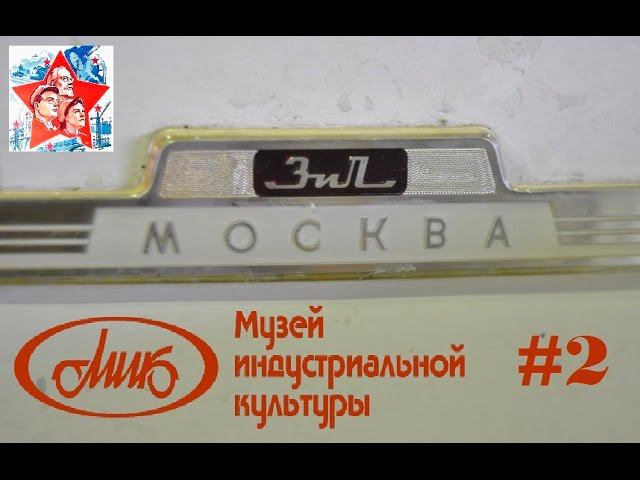 ЗиЛ
МОСКВА
МИК
Музей
индустриальной
культуры
#2